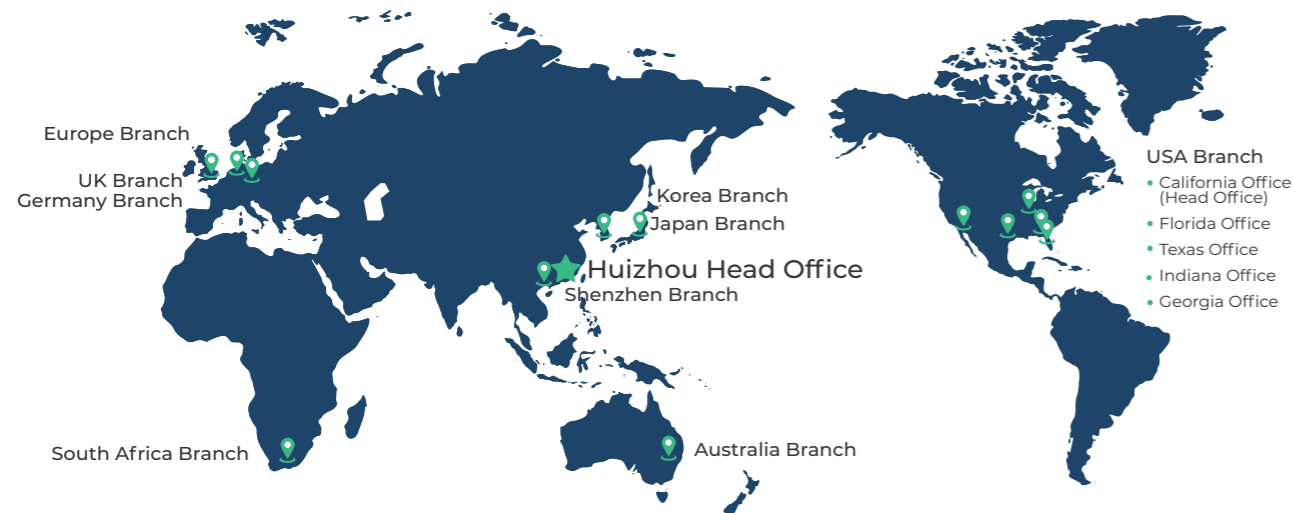 Europe Branch
UK Branch
Germany Branch
Korea Branch
Japan Branch
Huizhou Head Office
Shenzhen Branch
South Africa Branch
Australia Branch
USA Branch
• California Office
(Head Office)
• Florida Office
• Texas Office
• Indiana Office
• Georgia Office